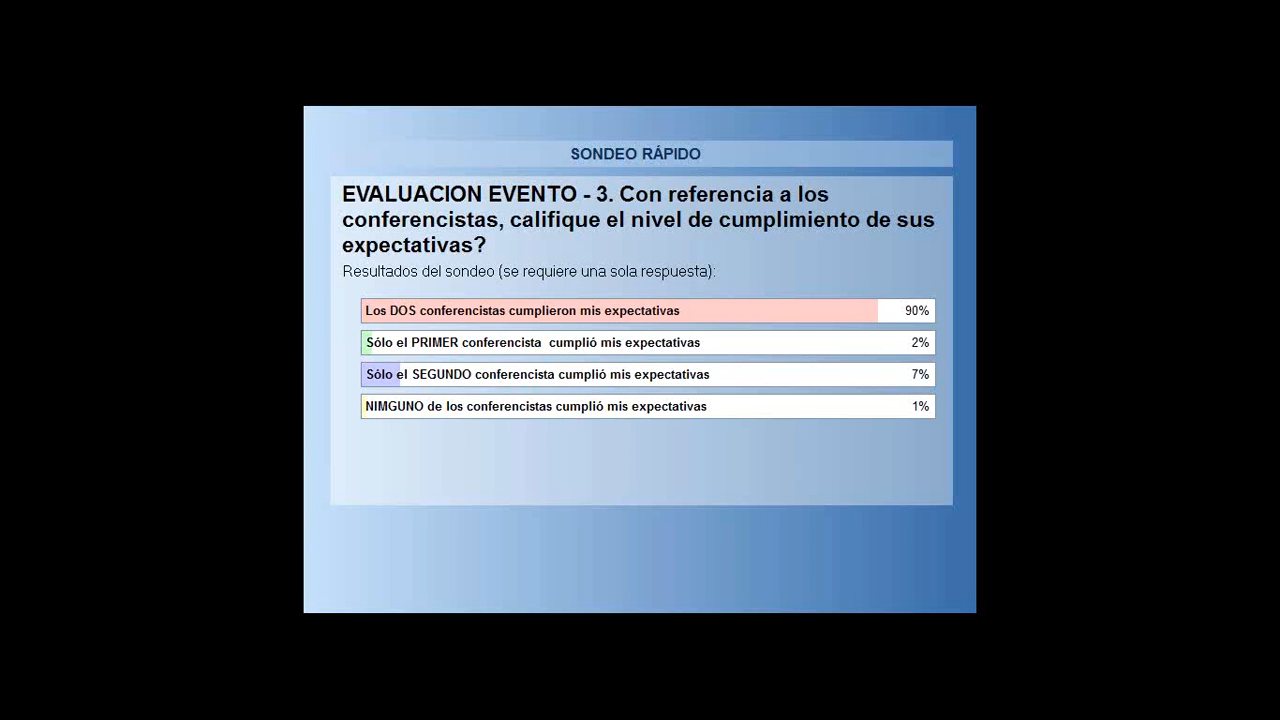 SONDEO RÁPIDO
EVALUACION EVENTO - 3. Con referencia a los
conferencistas, califique el nivel de cumplimiento de sus
expectativas?
Resultados del sondeo (se requiere una sola respuesta):
Los DOS conferencistas cumplieron mis expectativas 90%
Sólo el PRIMER conferencista cumplió mis expectativas 2%
Sólo el SEGUNDO conferencista cumplió mis expectativas 7%
NIMGUNO de los conferencistas cumplió mis expectativas 1%